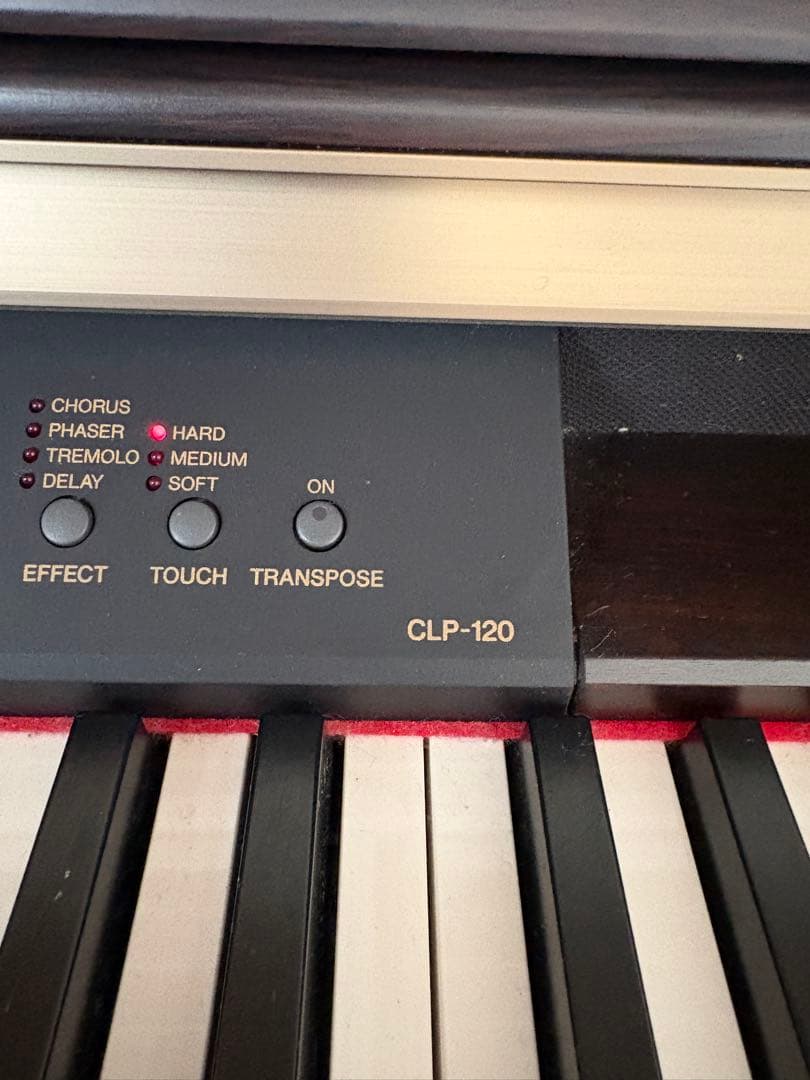 CHORUS
PHASER
TREMOLO
DELAY
EFFECT
HARD
MEDIUM
SOFT
TOUCH
ON
TRANSPOSE
CLP-120